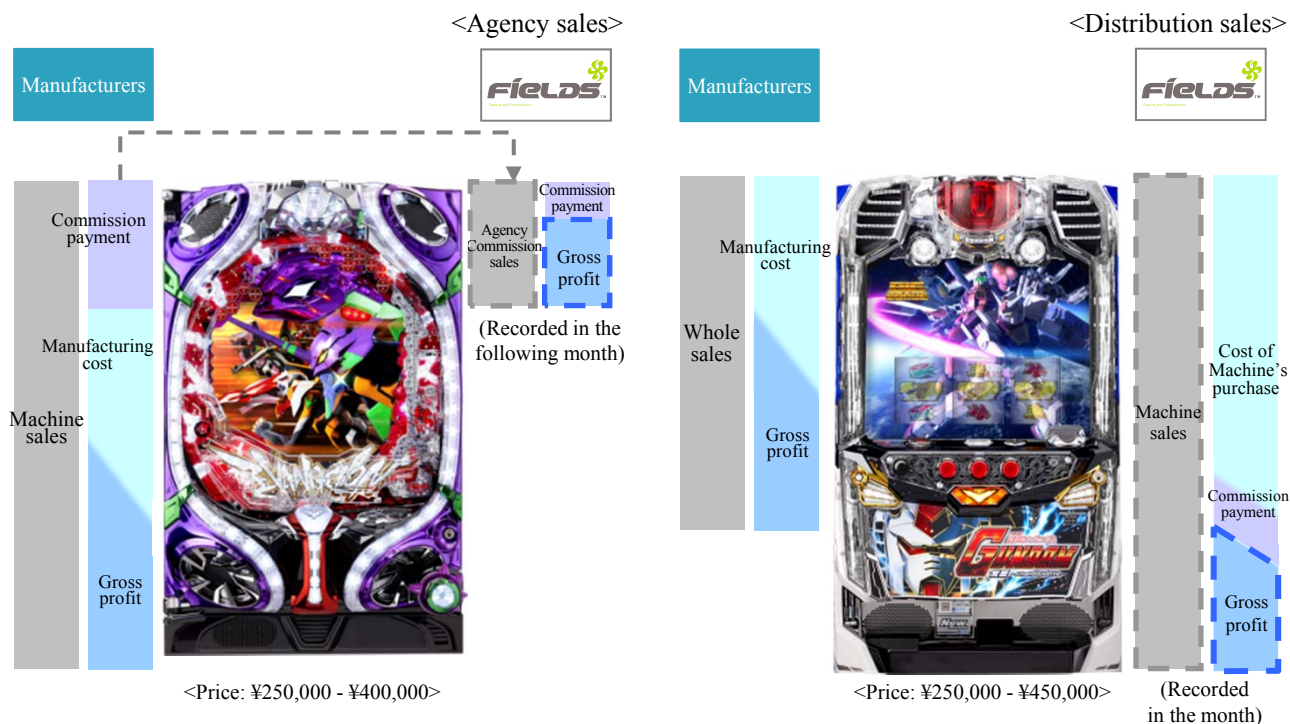 <Agency sales>
Manufacturers
FIELDS
Commission
payment
Manufacturing
cost
Machine
sales
Gross
profit
Agency
Commission
sales
Commission
payment
Gross
profit
(Recorded in the
following month)
<Price: ¥250,000 - ¥400,000>
<Distribution sales>
Manufacturers
FIELDS
Whole
sales
Manufacturing
cost
Gross
profit
GUNDAM
New
Machine
sales
Cost of
Machine's
purchase
Commission
payment
Gross
profit
<Price: ¥250,000 - ¥450,000>
(Recorded
in the month)